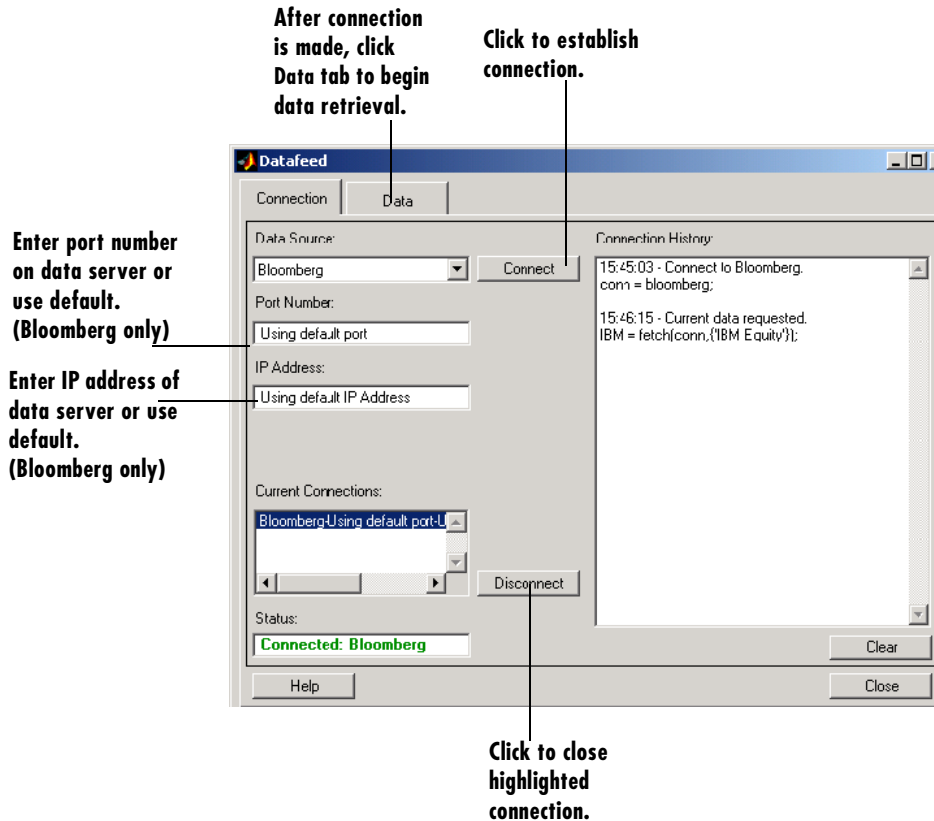 After connection
is made, click
Data tab to begin
data retrieval.
Click to establish
connection.
Datafeed
Connection
Data
Enter port number
on data server or
use default.
(Bloomberg only)
Enter IP address of
data server or use
default.
(Bloomberg only)
Data Source:
Bloomberg
Connect
Port Number:
Using default port
IP Address:
Using default IP Address
Current Connections:
Bloomberg-Using default port-U
Disconnect
Status:
Connected: Bloomberg
Connection History:
15:45:03 - Connect to Bloomberg.
conn = bloomberg;
15:46:15 - Current data requested.
IBM = fetch(conn,{'IBM Equity'});
Clear
Help
Close
Click to close
highlighted
connection.